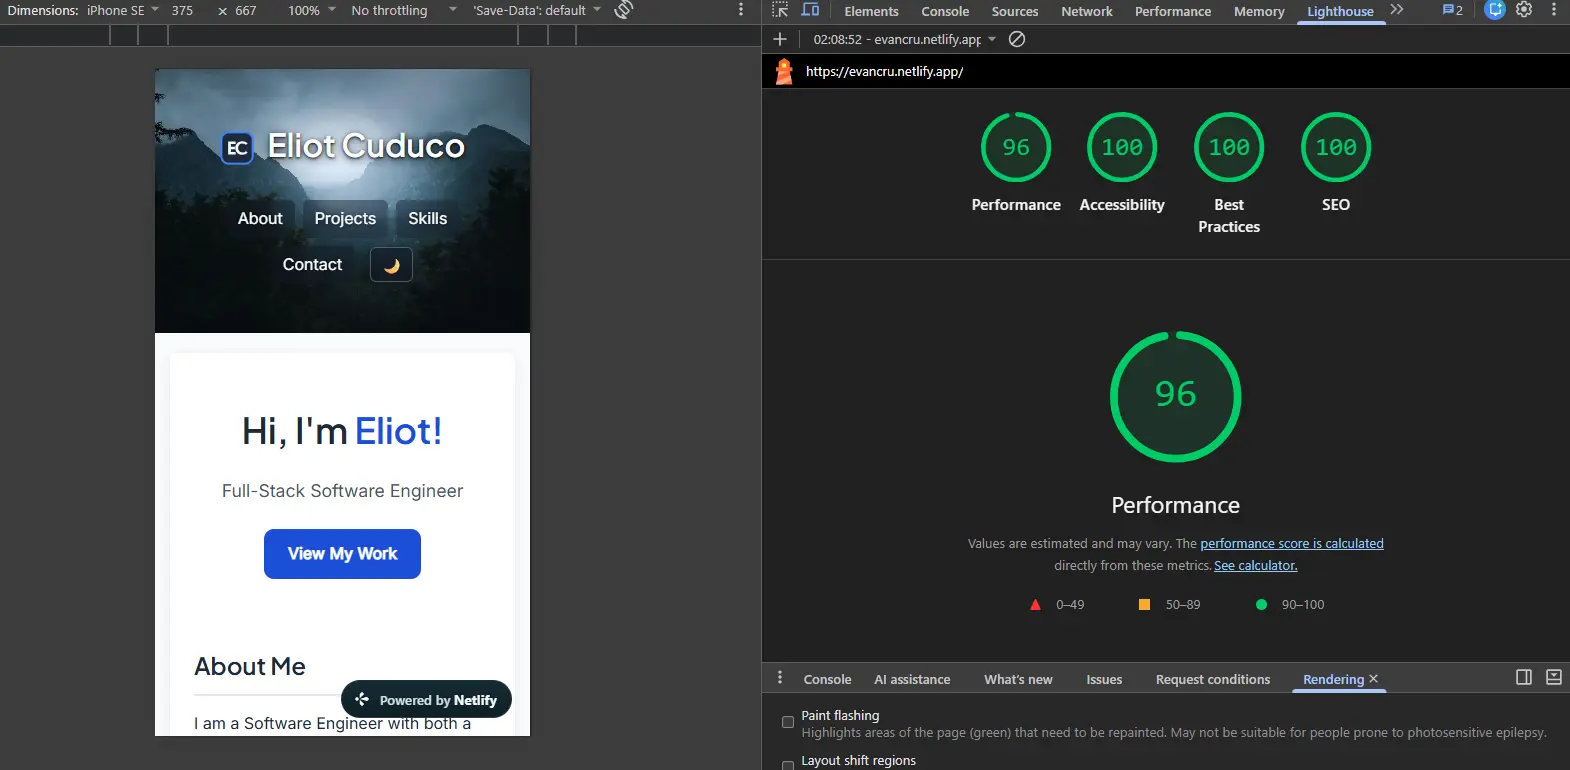 Dimensions: iPhone SE 375 × 667 100% No throttling 'Save-Data': default
Elements Console Sources Network Performance Memory Lighthouse 2
02:08:52 - evancru.netlify.app
https://evancru.netlify.app/
EC Eliot Cuduco
About Projects Skills
Contact
Hi, I'm Eliot!
Full-Stack Software Engineer
View My Work
About Me
Powered by Netlify
I am a Software Engineer with both a
96 100 100 100
Performance Accessibility Best Practices SEO
96
Performance
Values are estimated and may vary. The performance score is calculated
directly from these metrics. See calculator.
0–49 50–89 90–100
Console AI assistance What's new Issues Request conditions Rendering ×
Paint flashing
Highlights areas of the page (green) that need to be repainted. May not be suitable for people prone to photosensitive epilepsy.
Layout shift regions